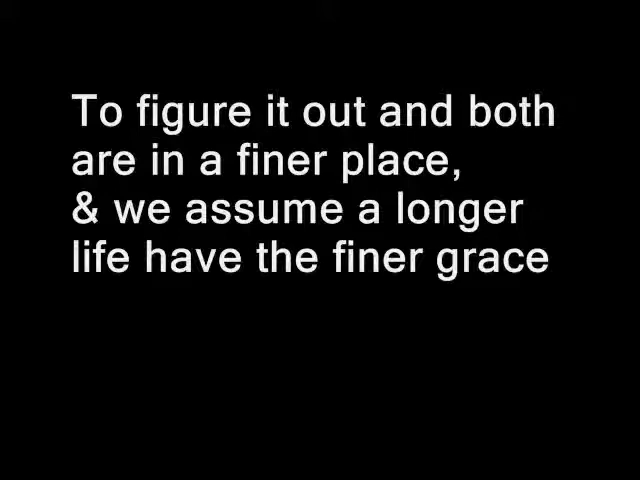 To figure it out and both
are in a finer place,
& we assume a longer
life have the finer grace